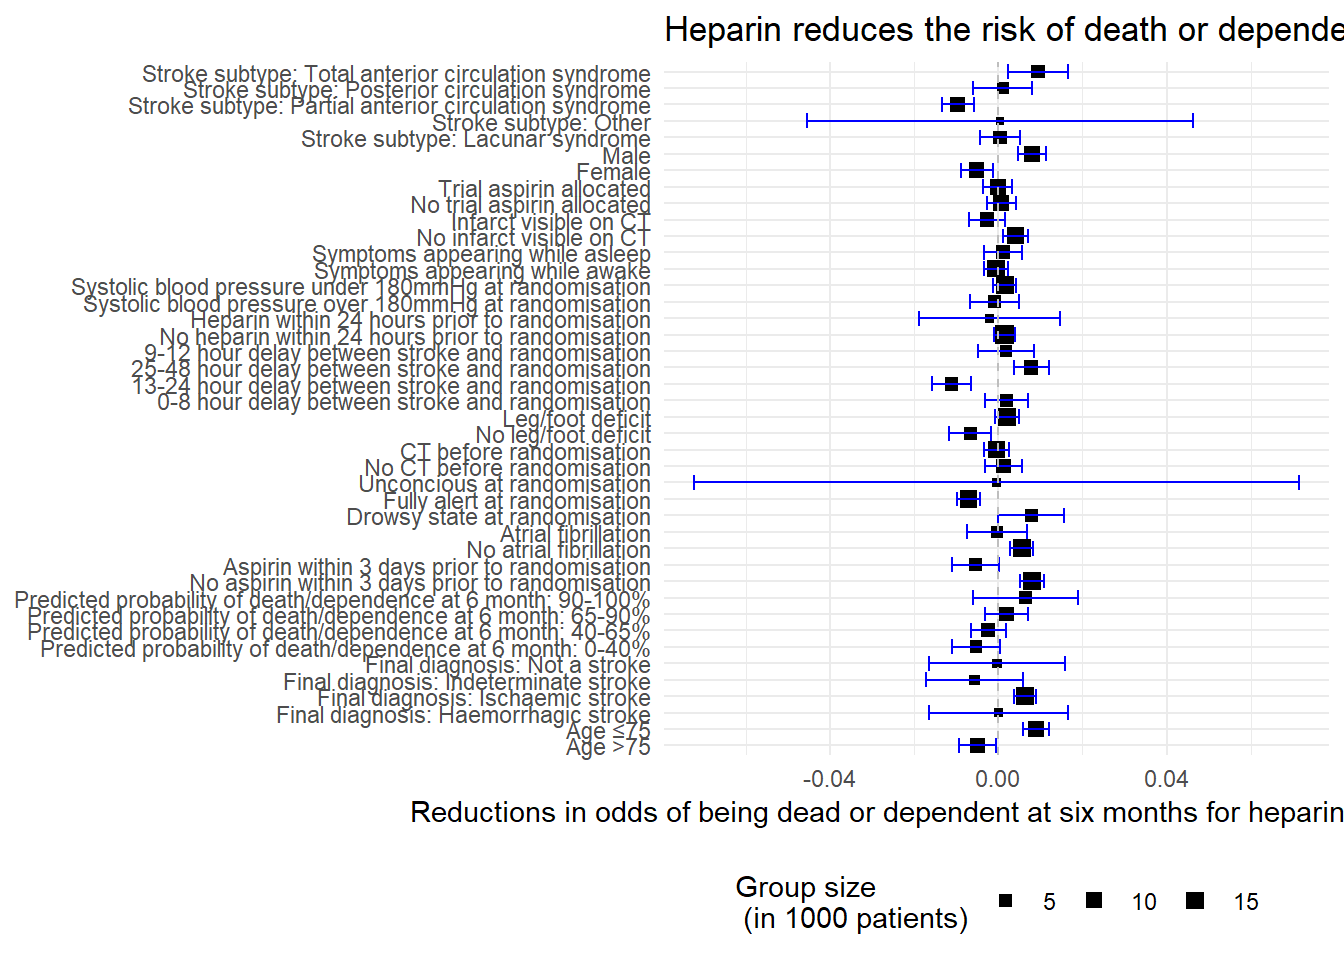 Heparin reduces the risk of death or depende
Stroke subtype: Total anterior circulation syndrome
Stroke subtype: Posterior circulation syndrome
Stroke subtype: Partial anterior circulation syndrome
Stroke subtype: Other
Stroke subtype: Lacunar syndrome
Male
Female
Trial aspirin allocated
No trial aspirin allocated
Infarct visible on CT
No infarct visible on CT
Symptoms appearing while asleep
Symptoms appearing while awake
Systolic blood pressure under 180mmHg at randomisation
Systolic blood pressure over 180mmHg at randomisation
Heparin within 24 hours prior to randomisation
No heparin within 24 hours prior to randomisation
9-12 hour delay between stroke and randomisation
25-48 hour delay between stroke and randomisation
13-24 hour delay between stroke and randomisation
0-8 hour delay between stroke and randomisation
Leg/foot deficit
No leg/foot deficit
CT before randomisation
No CT before randomisation
Unconcious at randomisation
Fully alert at randomisation
Drowsy state at randomisation
Atrial fibrillation
No atrial fibrillation
Aspirin within 3 days prior to randomisation
No aspirin within 3 days prior to randomisation
Predicted probability of death/dependence at 6 month: 90-100%
Predicted probability of death/dependence at 6 month: 65-90%
Predicted probability of death/dependence at 6 month: 40-65%
Predicted probability of death/dependence at 6 month: 0-40%
Final diagnosis: Not a stroke
Final diagnosis: Indeterminate stroke
Final diagnosis: Ischaemic stroke
Final diagnosis: Haemorrhagic stroke
Age ≤75
Age >75
-0.04 0.00 0.04
Reductions in odds of being dead or dependent at six months for heparin
Group size
(in 1000 patients)
5 10 15